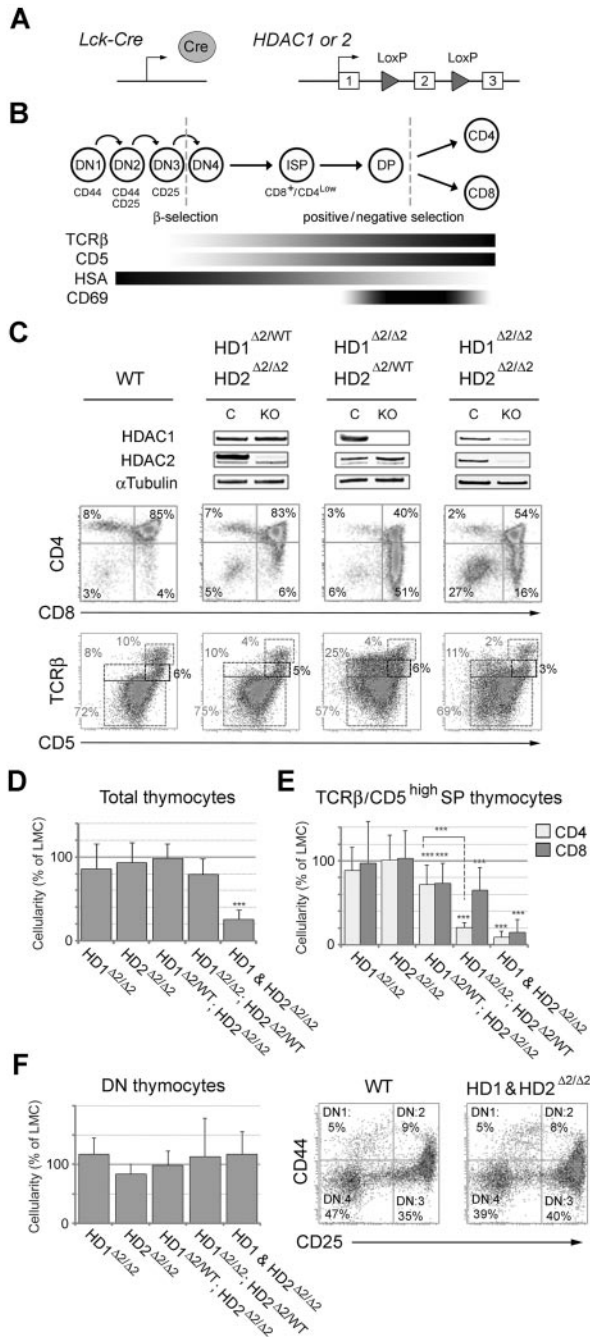 A
Lck-Cre
Cre
HDAC1 or 2
LoxP LoxP
1 2 3
B
DN1 DN2 DN3 DN4 ISP DP CD4 CD8
CD44 CD44 CD25 CD25 CD8+/CD4Low
β-selection positive/negative selection
TCRβ
CD5
HSA
CD69
C
WT
HD1Δ2/WT HD2Δ2/Δ2
HD1Δ2/Δ2 HD2Δ2/WT
HD1Δ2/Δ2 HD2Δ2/Δ2
C KO C KO C KO
HDAC1
HDAC2
αTubulin
CD4
8% 85% 3% 4%
7% 83% 5% 6%
3% 40% 6% 51%
2% 54% 27% 16%
CD8
TCRβ
8% 10% 6% 72%
10% 4% 5% 75%
25% 4% 6% 57%
11% 2% 3% 69%
CD5
D
Total thymocytes
Cellularity (% of LMC)
100
50
0
***
HD1Δ2/Δ2
HD2Δ2/Δ2
HD1Δ2/WT; HD2Δ2/Δ2
HD1Δ2/Δ2; HD2Δ2/WT
HD1 & HD2Δ2/Δ2
E
TCRβ/CD5high SP thymocytes
CD4
CD8
Cellularity (% of LMC)
100
50
0
***
*** ***
*** ***
*** ***
HD1Δ2/Δ2
HD2Δ2/Δ2
HD1Δ2/WT; HD2Δ2/Δ2
HD1Δ2/Δ2; HD2Δ2/WT
HD1 & HD2Δ2/Δ2
F
DN thymocytes
Cellularity (% of LMC)
100
50
0
HD1Δ2/Δ2
HD2Δ2/Δ2
HD1Δ2/WT; HD2Δ2/Δ2
HD1Δ2/Δ2; HD2Δ2/WT
HD1 & HD2Δ2/Δ2
WT
HD1&HD2Δ2/Δ2
CD44
DN1: 5% DN:2 9%
DN:4 47% DN:3 35%
DN1: 5% DN:2 8%
DN:4 39% DN:3 40%
CD25